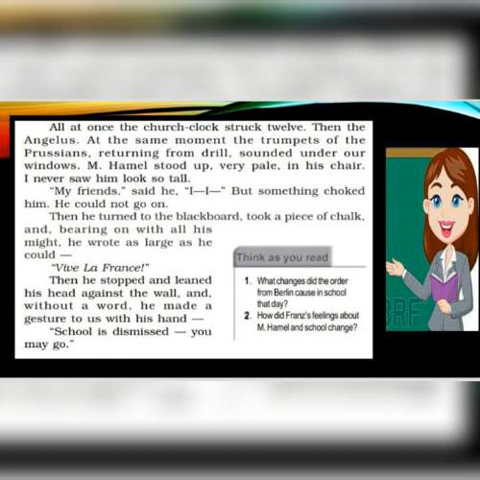 All at once the church-clock struck twelve. Then the
Angelus. At the same moment the trumpets of the
Prussians, returning from drill, sounded under our
windows. M. Hamel stood up, very pale, in his chair.
I never saw him look so tall.
"My friends," said he, "I—I—" But something choked
him. He could not go on.
Then he turned to the blackboard, took a piece of chalk,
and, bearing on with all his
might, he wrote as large as he
could —
"Vive La France!"
Then he stopped and leaned
his head against the wall, and,
without a word, he made a
gesture to us with his hand —
"School is dismissed — you
may go."
Think as you read
1. What changes did the order
from Berlin cause in school
that day?
2. How did Franz's feelings about
M. Hamel and school change?
BRF